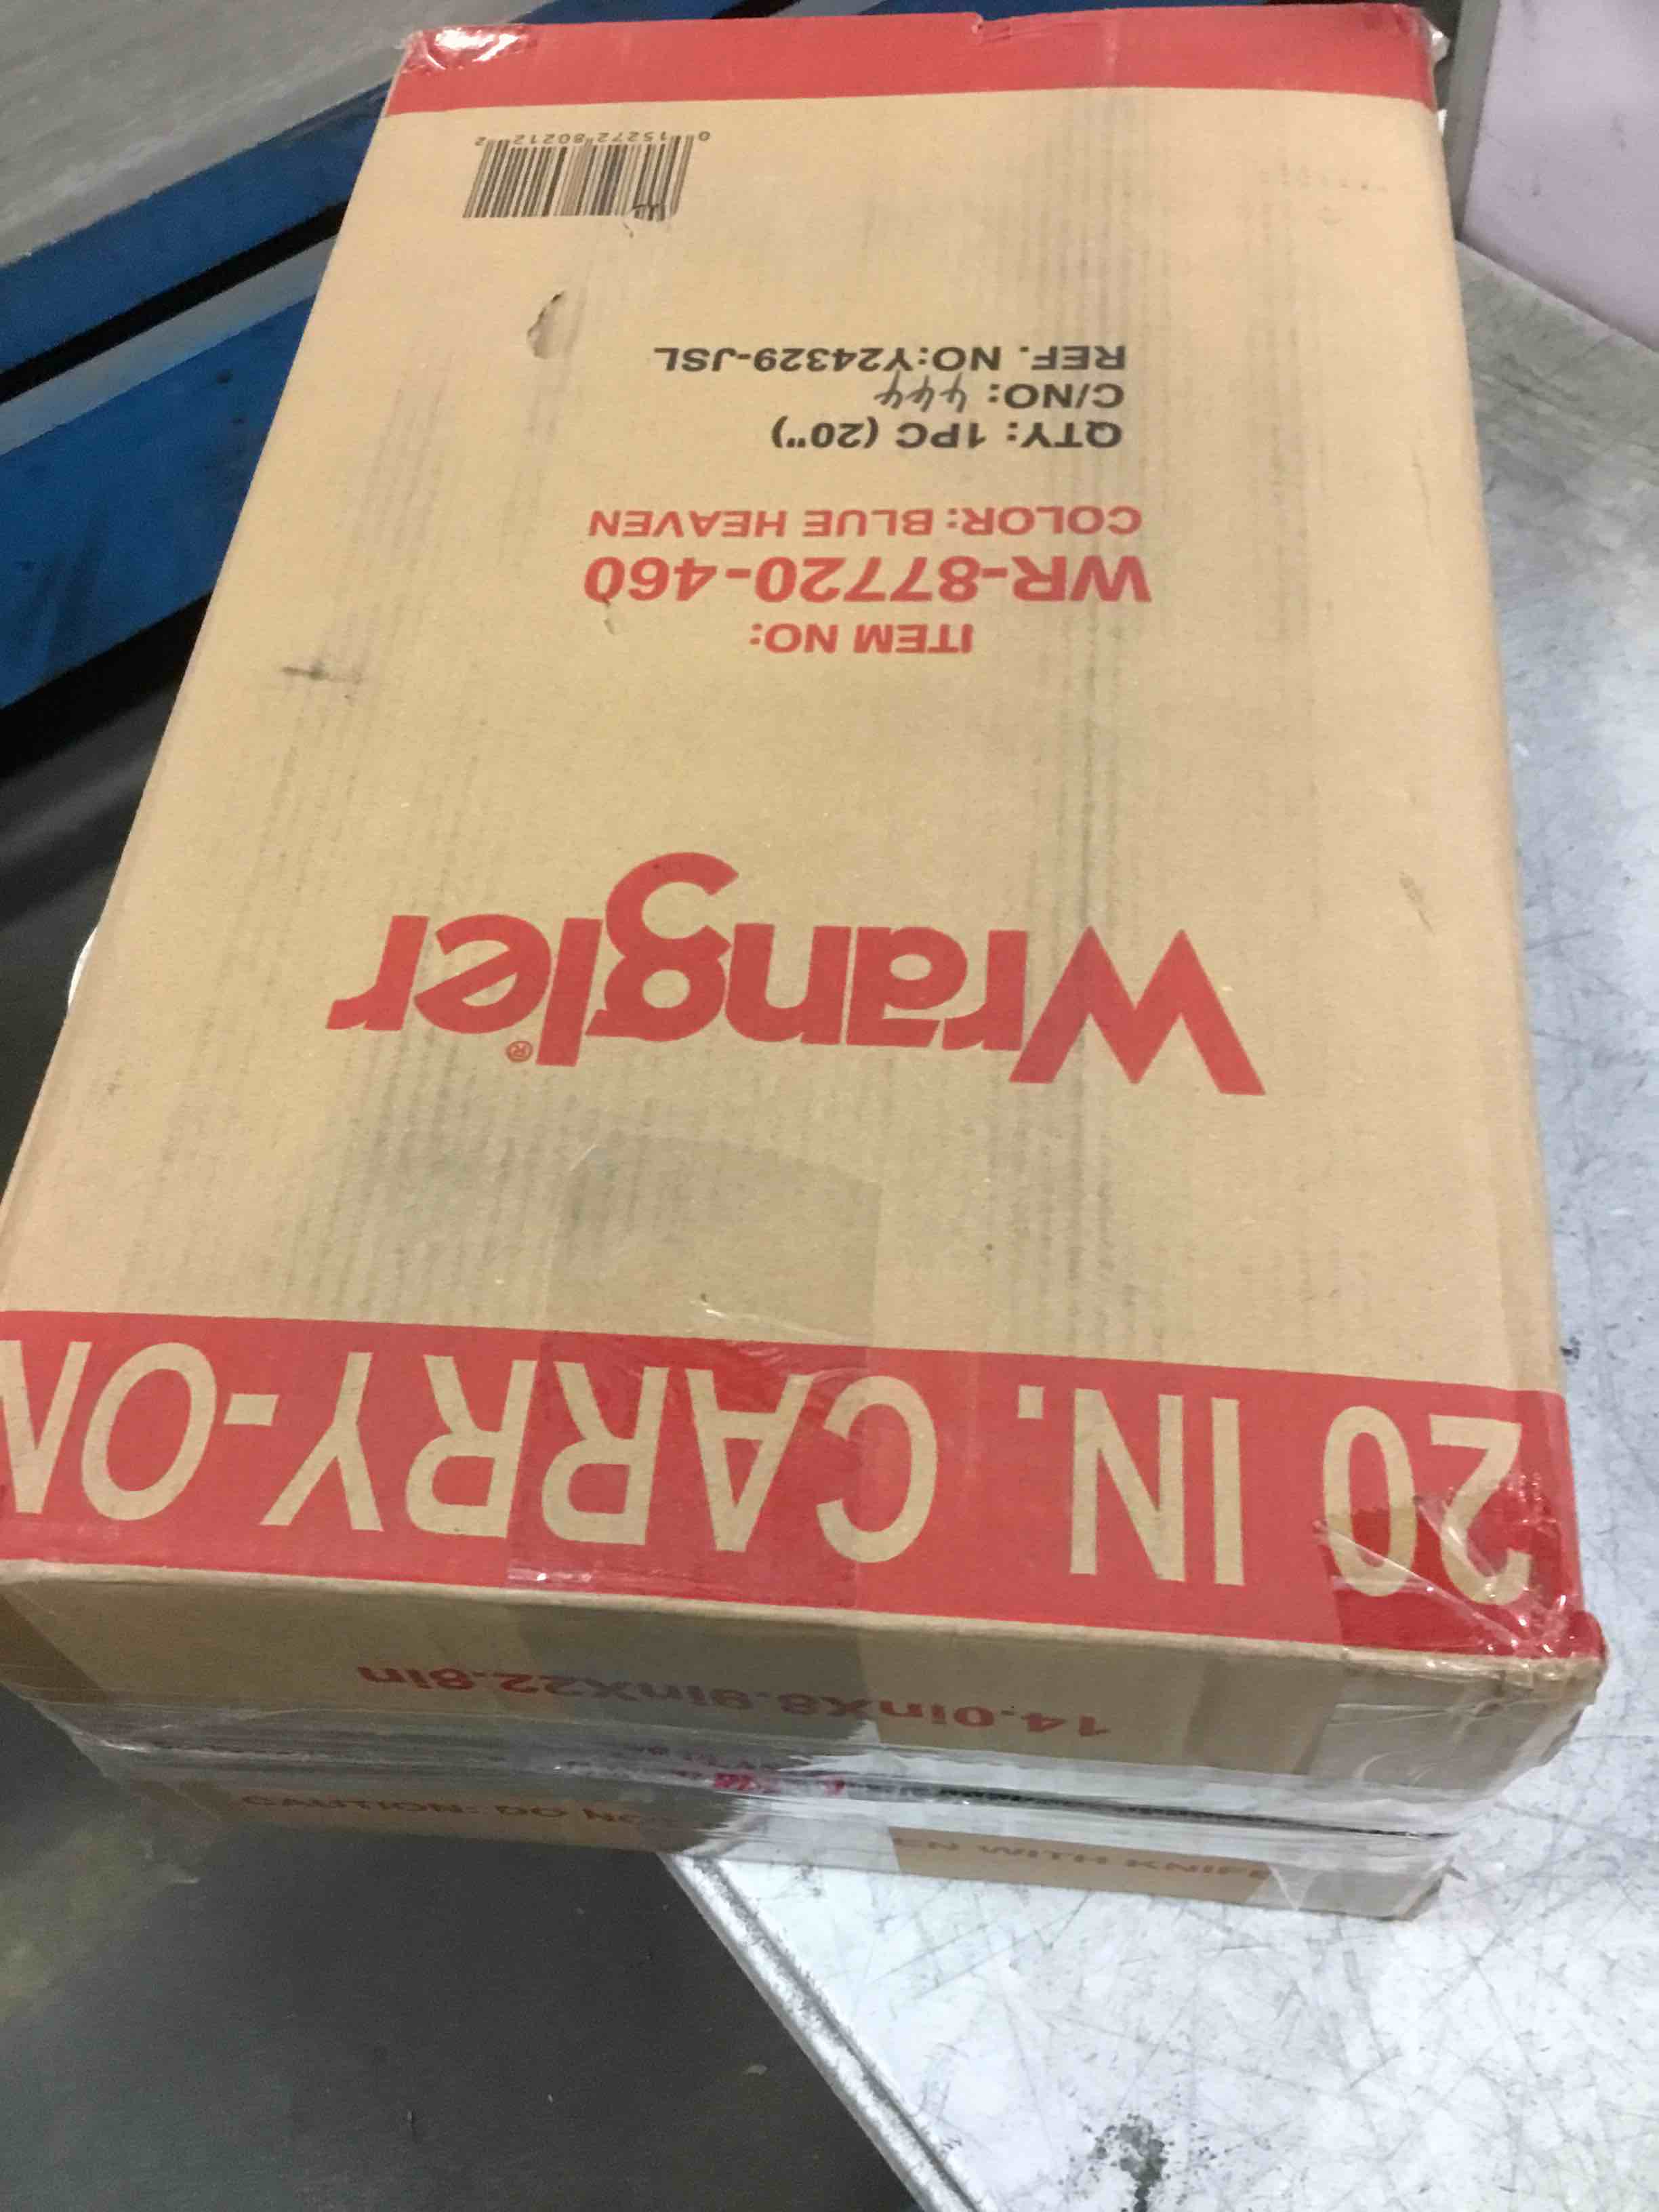 20 IN. CARRY-ON
Wrangler®
ITEM NO:
WR-87720-460
COLOR: BLUE HEAVEN
QTY: 1PC (20")
C/NO: 444
REF. NO:Y24329-JSL
0 15272 80212 2
14.0inX8.9inX22.8in
CAUTION: DO NO
EN WITH KNIFE